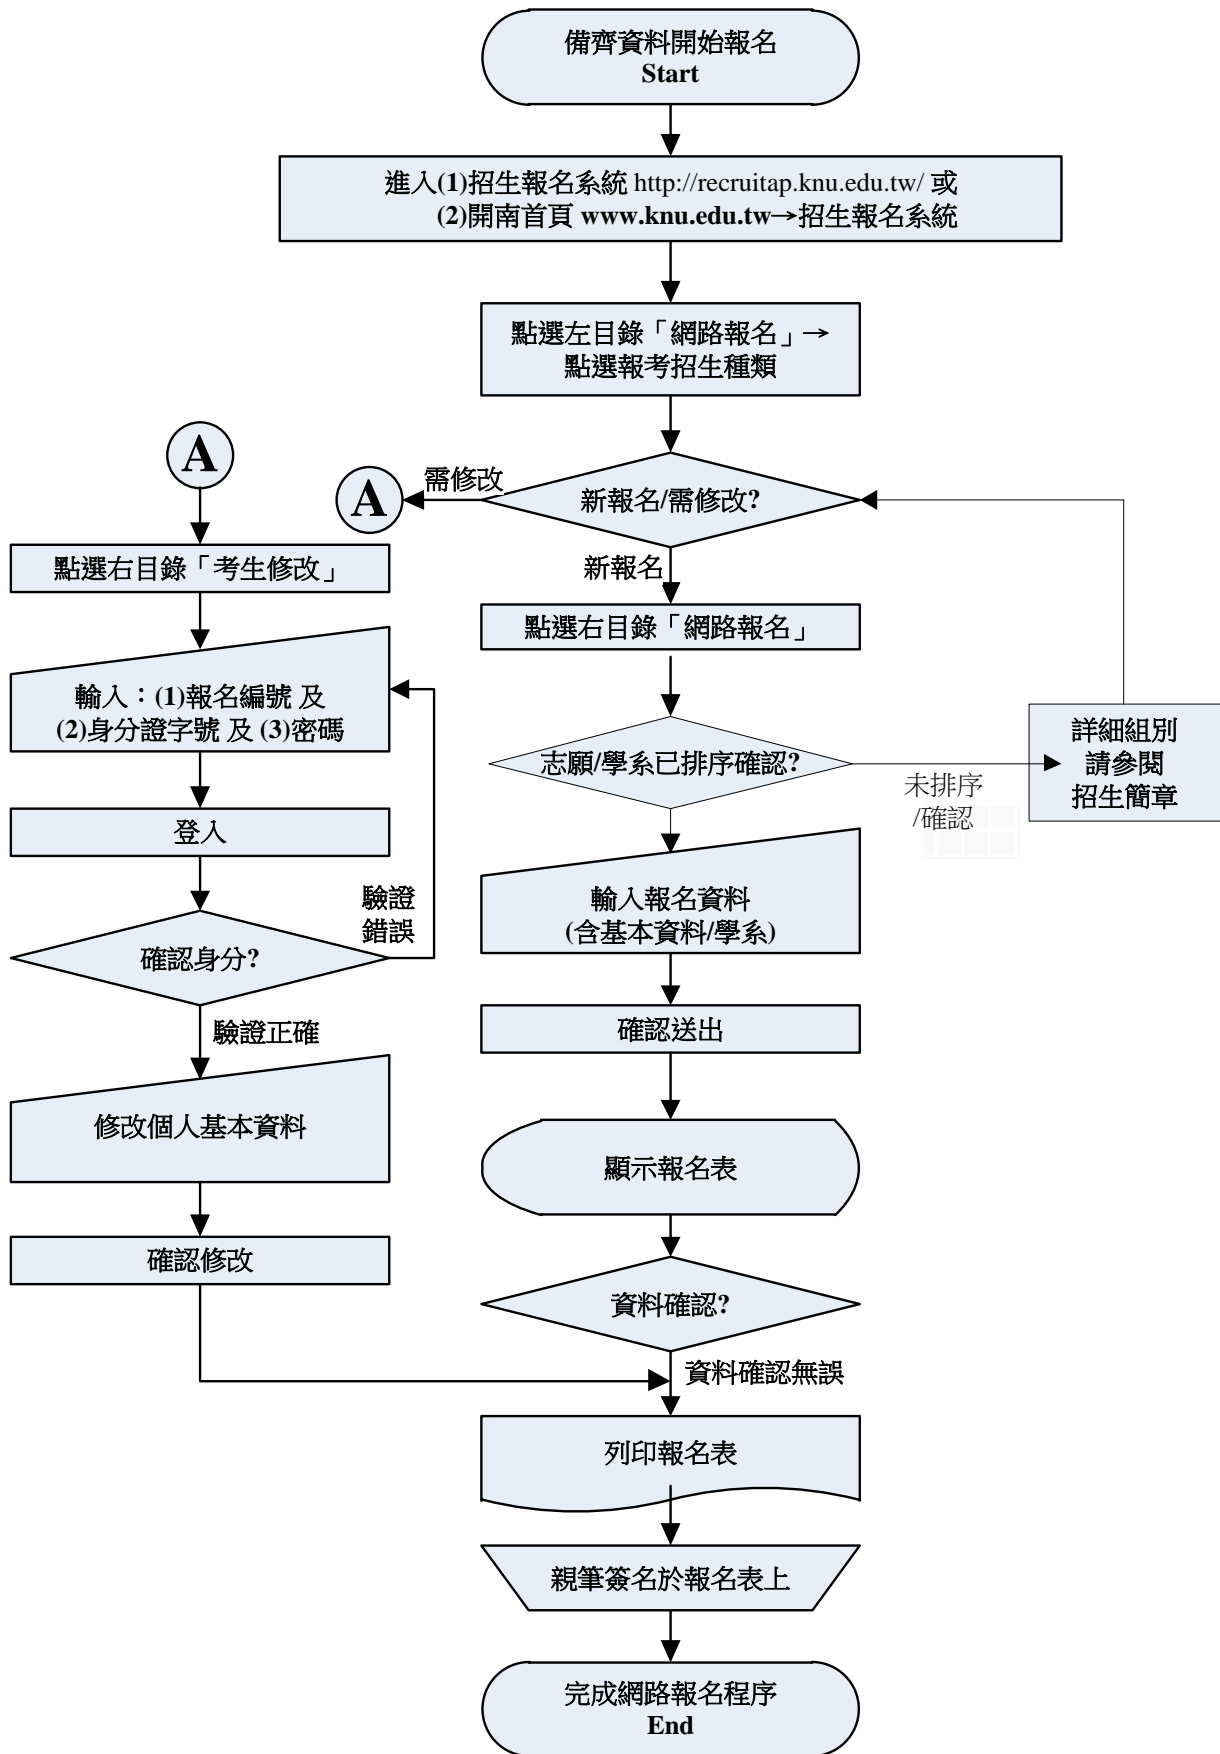 備齊資料開始報名
Start
進入(1)招生報名系統 http://recruitap.knu.edu.tw/ 或
(2)開南首頁 www.knu.edu.tw→招生報名系統
點選左目錄「網路報名」→
點選報考招生種類
新報名/需修改?
需修改
A
A
點選右目錄「考生修改」
輸入：(1)報名編號 及
(2)身分證字號 及 (3)密碼
登入
確認身分?
驗證
錯誤
驗證正確
修改個人基本資料
確認修改
新報名
點選右目錄「網路報名」
志願/學系已排序確認?
未排序
/確認
詳細組別
請參閱
招生簡章
輸入報名資料
(含基本資料/學系)
確認送出
顯示報名表
資料確認?
資料確認無誤
列印報名表
親筆簽名於報名表上
完成網路報名程序
End